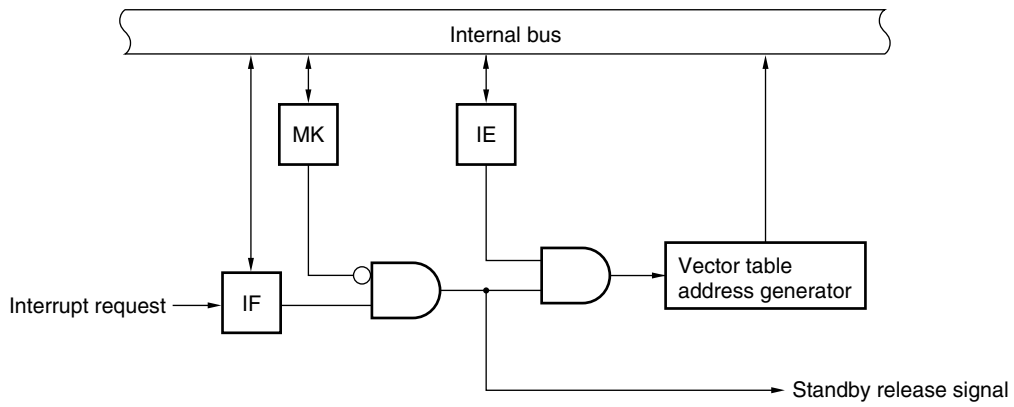 Internal bus
MK
IE
Interrupt request
IF
Vector table
address generator
Standby release signal